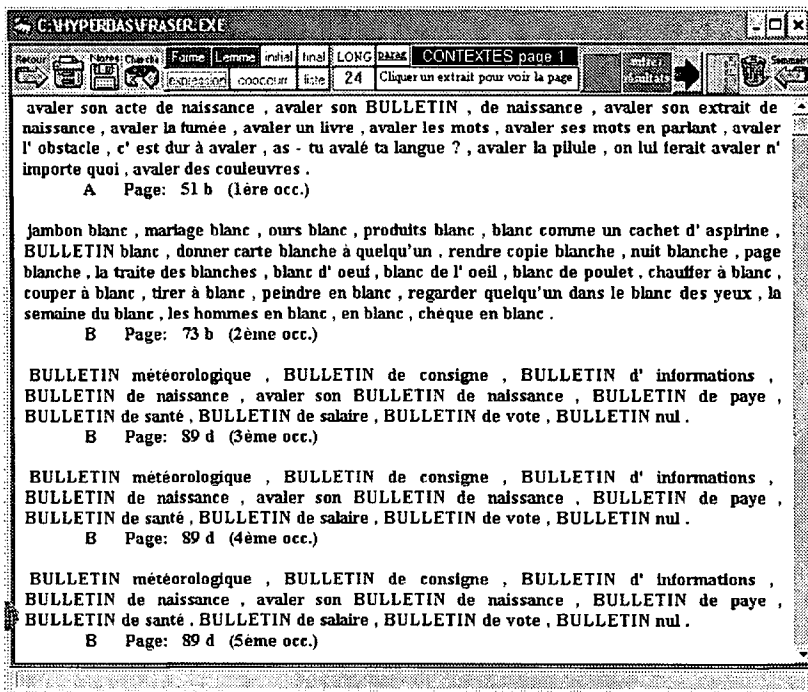 C:\HYPERBAS\FRASER.EXE
Retour Notes Cherche Forme Lemme initial final LONG parag CONTEXTES page 1 Sommaire
expression cooccurr liste 24 Cliquer un extrait pour voir la page
avaler son acte de naissance , avaler son BULLETIN , de naissance , avaler son extrait de
naissance , avaler la fumée , avaler un livre , avaler les mots , avaler ses mots en parlant , avaler
l' obstacle , c' est dur à avaler , as - tu avalé ta langue ? , avaler la pilule , on lui ferait avaler n'
importe quoi , avaler des couleuvres .
A Page: 51 b (1ère occ.)
jambon blanc , mariage blanc , ours blanc , produits blanc , blanc comme un cachet d' aspirine ,
BULLETIN blanc , donner carte blanche à quelqu'un . rendre copie blanche , nuit blanche , page
blanche , la traite des blanches , blanc d' oeuf , blanc de l' oeil , blanc de poulet , chauffer à blanc ,
couper à blanc , tirer à blanc , peindre en blanc , regarder quelqu'un dans le blanc des yeux , la
semaine du blanc , les hommes en blanc , en blanc , chèque en blanc .
B Page: 73 b (2ème occ.)
BULLETIN météorologique , BULLETIN de consigne , BULLETIN d' informations ,
BULLETIN de naissance , avaler son BULLETIN de naissance , BULLETIN de paye ,
BULLETIN de santé , BULLETIN de salaire , BULLETIN de vote , BULLETIN nul .
B Page: 89 d (3ème occ.)
BULLETIN météorologique , BULLETIN de consigne , BULLETIN d' informations ,
BULLETIN de naissance , avaler son BULLETIN de naissance , BULLETIN de paye ,
BULLETIN de santé , BULLETIN de salaire , BULLETIN de vote , BULLETIN nul .
B Page: 89 d (4ème occ.)
BULLETIN météorologique , BULLETIN de consigne , BULLETIN d' informations ,
BULLETIN de naissance , avaler son BULLETIN de naissance , BULLETIN de paye ,
BULLETIN de santé , BULLETIN de salaire , BULLETIN de vote , BULLETIN nul .
B Page: 89 d (5ème occ.)